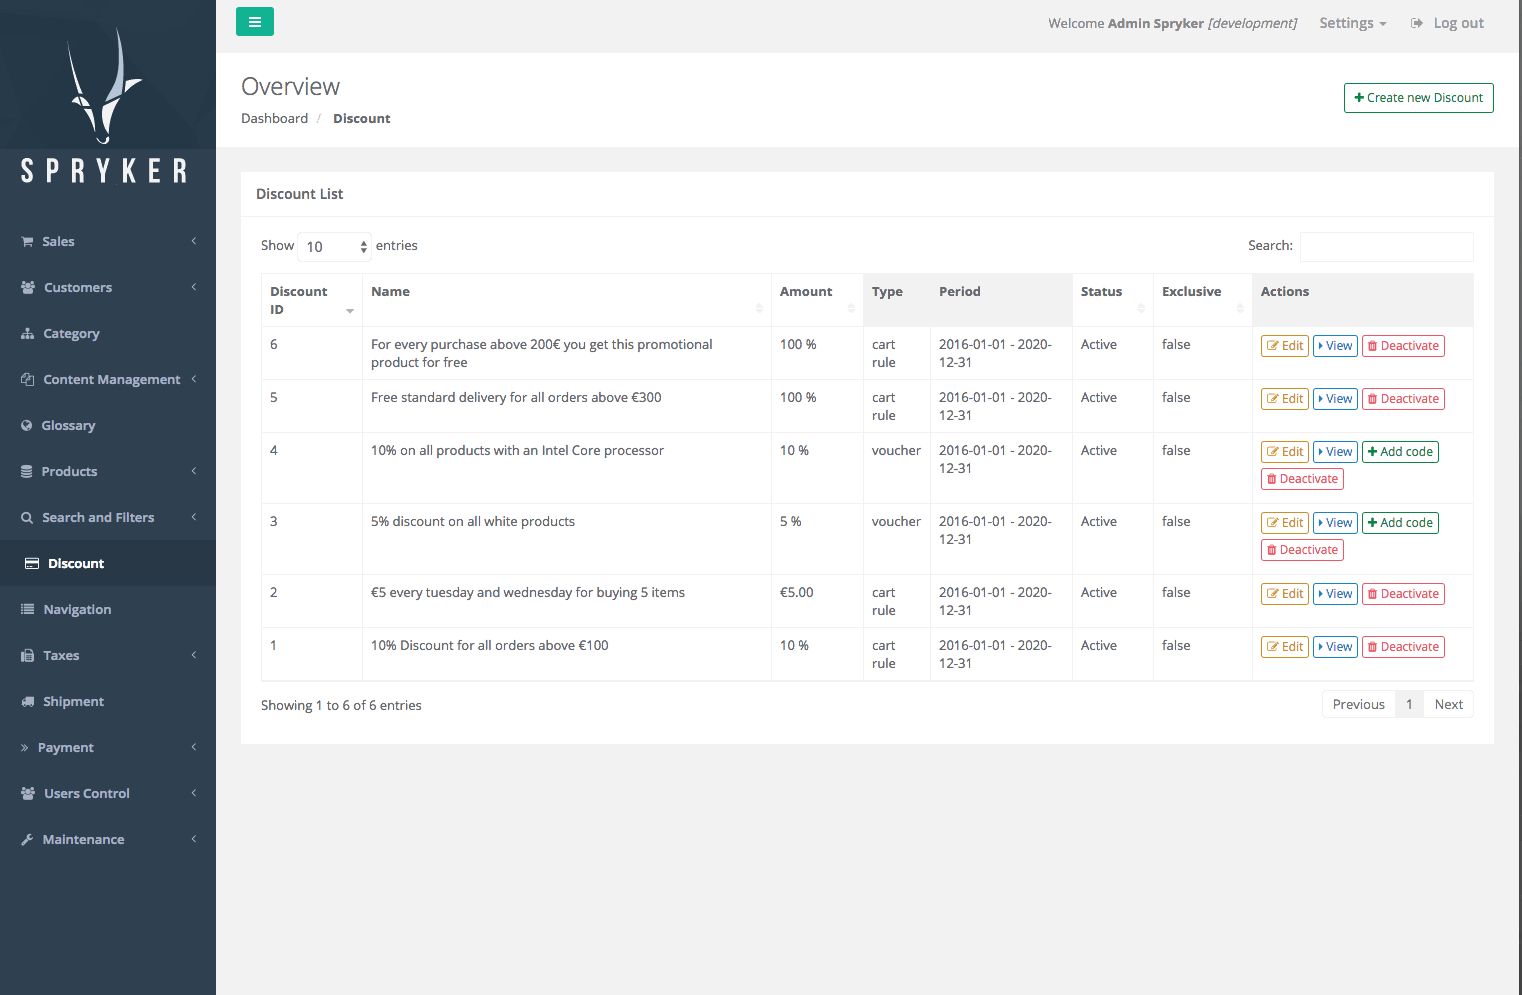 Welcome Admin Spryker [development] Settings Log out
SPRYKER
Overview
Dashboard / Discount
Create new Discount
Sales
Customers
Category
Content Management
Glossary
Products
Search and Filters
Discount
Navigation
Taxes
Shipment
Payment
Users Control
Maintenance
Discount List
Show 10 entries
Search:
Discount ID Name Amount Type Period Status Exclusive Actions
6 For every purchase above 200€ you get this promotional product for free 100 % cart rule 2016-01-01 - 2020-12-31 Active false Edit View Deactivate
5 Free standard delivery for all orders above €300 100 % cart rule 2016-01-01 - 2020-12-31 Active false Edit View Deactivate
4 10% on all products with an Intel Core processor 10 % voucher 2016-01-01 - 2020-12-31 Active false Edit View Add code Deactivate
3 5% discount on all white products 5 % voucher 2016-01-01 - 2020-12-31 Active false Edit View Add code Deactivate
2 €5 every tuesday and wednesday for buying 5 items €5.00 cart rule 2016-01-01 - 2020-12-31 Active false Edit View Deactivate
1 10% Discount for all orders above €100 10 % cart rule 2016-01-01 - 2020-12-31 Active false Edit View Deactivate
Showing 1 to 6 of 6 entries
Previous 1 Next